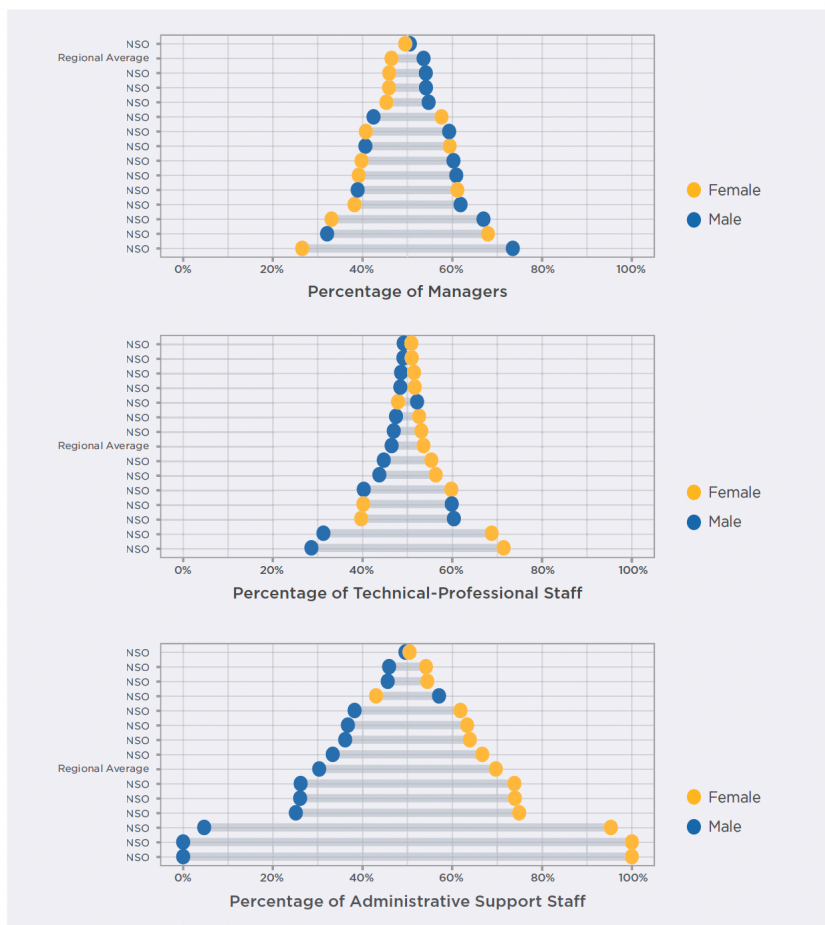 NSO
Regional Average
NSO
NSO
NSO
NSO
NSO
NSO
NSO
NSO
NSO
NSO
NSO
NSO
NSO
0% 20% 40% 60% 80% 100%
Percentage of Managers
Female
Male
NSO
NSO
NSO
NSO
NSO
NSO
NSO
Regional Average
NSO
NSO
NSO
NSO
NSO
NSO
NSO
0% 20% 40% 60% 80% 100%
Percentage of Technical-Professional Staff
Female
Male
NSO
NSO
NSO
NSO
NSO
NSO
NSO
NSO
Regional Average
NSO
NSO
NSO
NSO
NSO
NSO
0% 20% 40% 60% 80% 100%
Percentage of Administrative Support Staff
Female
Male